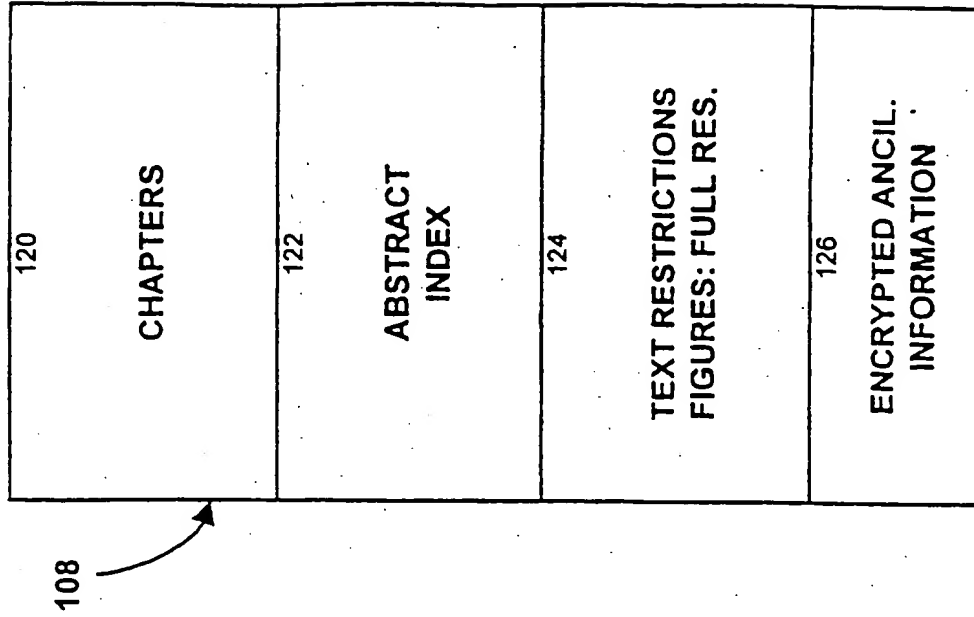 108
120
CHAPTERS
122
ABSTRACT
INDEX
124
TEXT RESTRICTIONS
FIGURES: FULL RES.
126
ENCRYPTED ANCIL.
INFORMATION